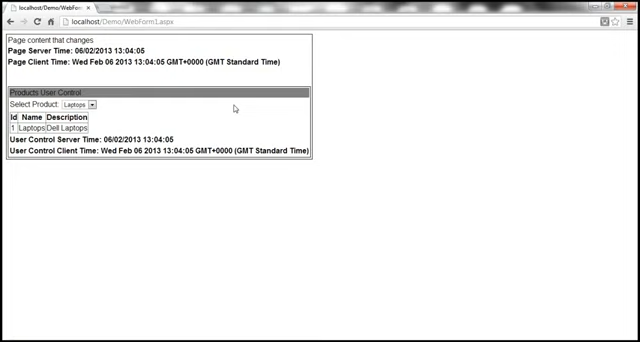 localhost/Demo/WebForm
localhost/Demo/WebForm1.aspx
Page content that changes
Page Server Time: 06/02/2013 13:04:05
Page Client Time: Wed Feb 06 2013 13:04:05 GMT+0000 (GMT Standard Time)
Products User Control
Select Product: Laptops
Id Name Description
1 Laptops Dell Laptops
User Control Server Time: 06/02/2013 13:04:05
User Control Client Time: Wed Feb 06 2013 13:04:05 GMT+0000 (GMT Standard Time)